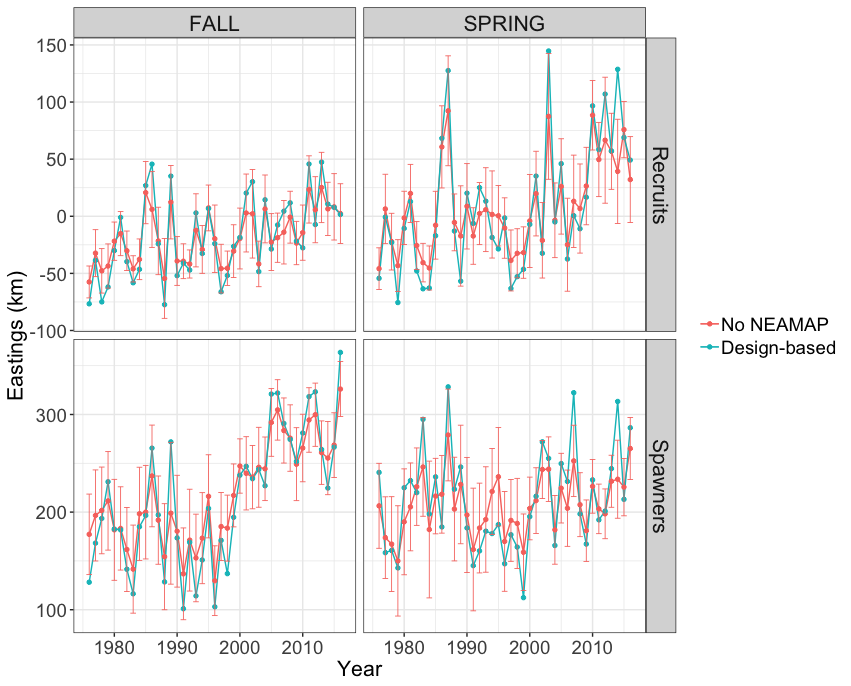 FALL
SPRING
150
100
50
0
-50
-100
Recruits
Eastings (km)
300
200
100
Spawners
No NEAMAP
Design-based
1980
1990
2000
2010
1980
1990
2000
2010
Year